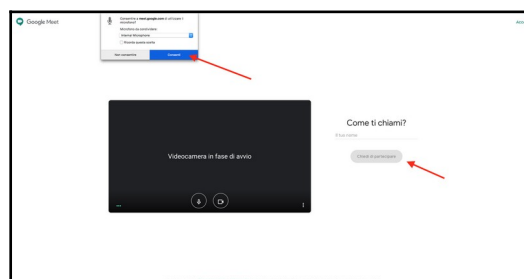 Google Meet
Consentire a meet.google.com di utilizzare il
microfono?
Microfono da condividere:
Internal Microphone
Ricorda questa scelta
Non consentire
Consenti
Videocamera in fase di avvio
Come ti chiami?
Il tuo nome
Chiedi di partecipare